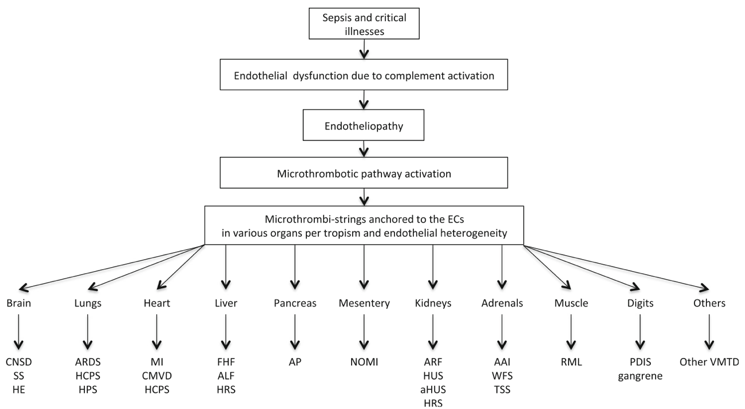 Sepsis and critical
illnesses
Endothelial dysfunction due to complement activation
Endotheliopathy
Microthrombotic pathway activation
Microthrombi-strings anchored to the ECs
in various organs per tropism and endothelial heterogeneity
Brain
Lungs
Heart
Liver
Pancreas
Mesentery
Kidneys
Adrenals
Muscle
Digits
Others
CNSD
SS
HE
ARDS
HCPS
HPS
MI
CMVD
HCPS
FHF
ALF
HRS
AP
NOMI
ARF
HUS
aHUS
HRS
AAI
WFS
TSS
RML
PDIS
gangrene
Other VMTD